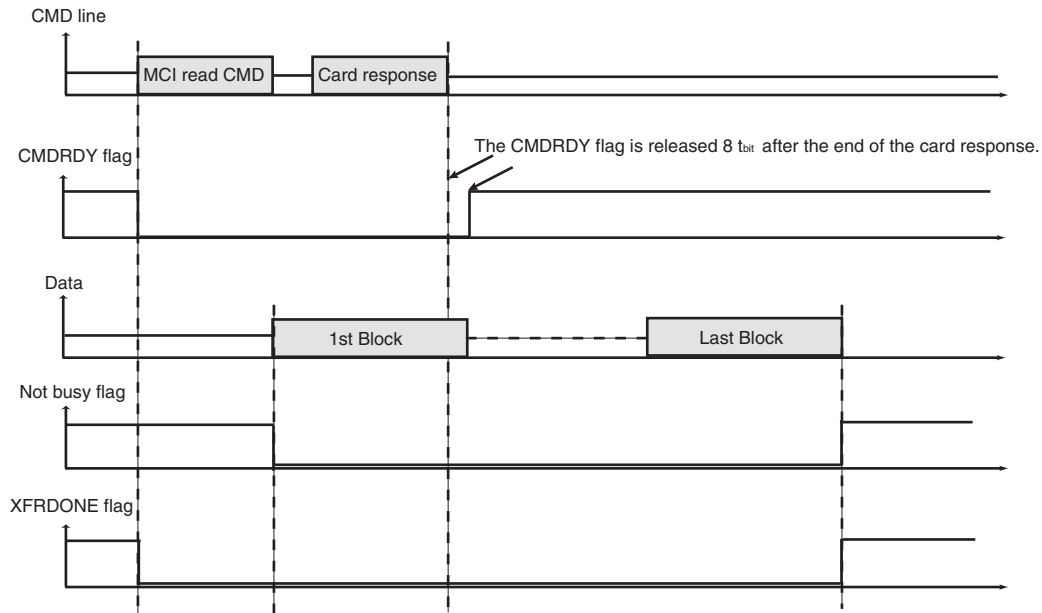 CMD line
MCI read CMD
Card response
The CMDRDY flag is released 8 tbit after the end of the card response.
CMDRDY flag
Data
1st Block
Last Block
Not busy flag
XFRDONE flag